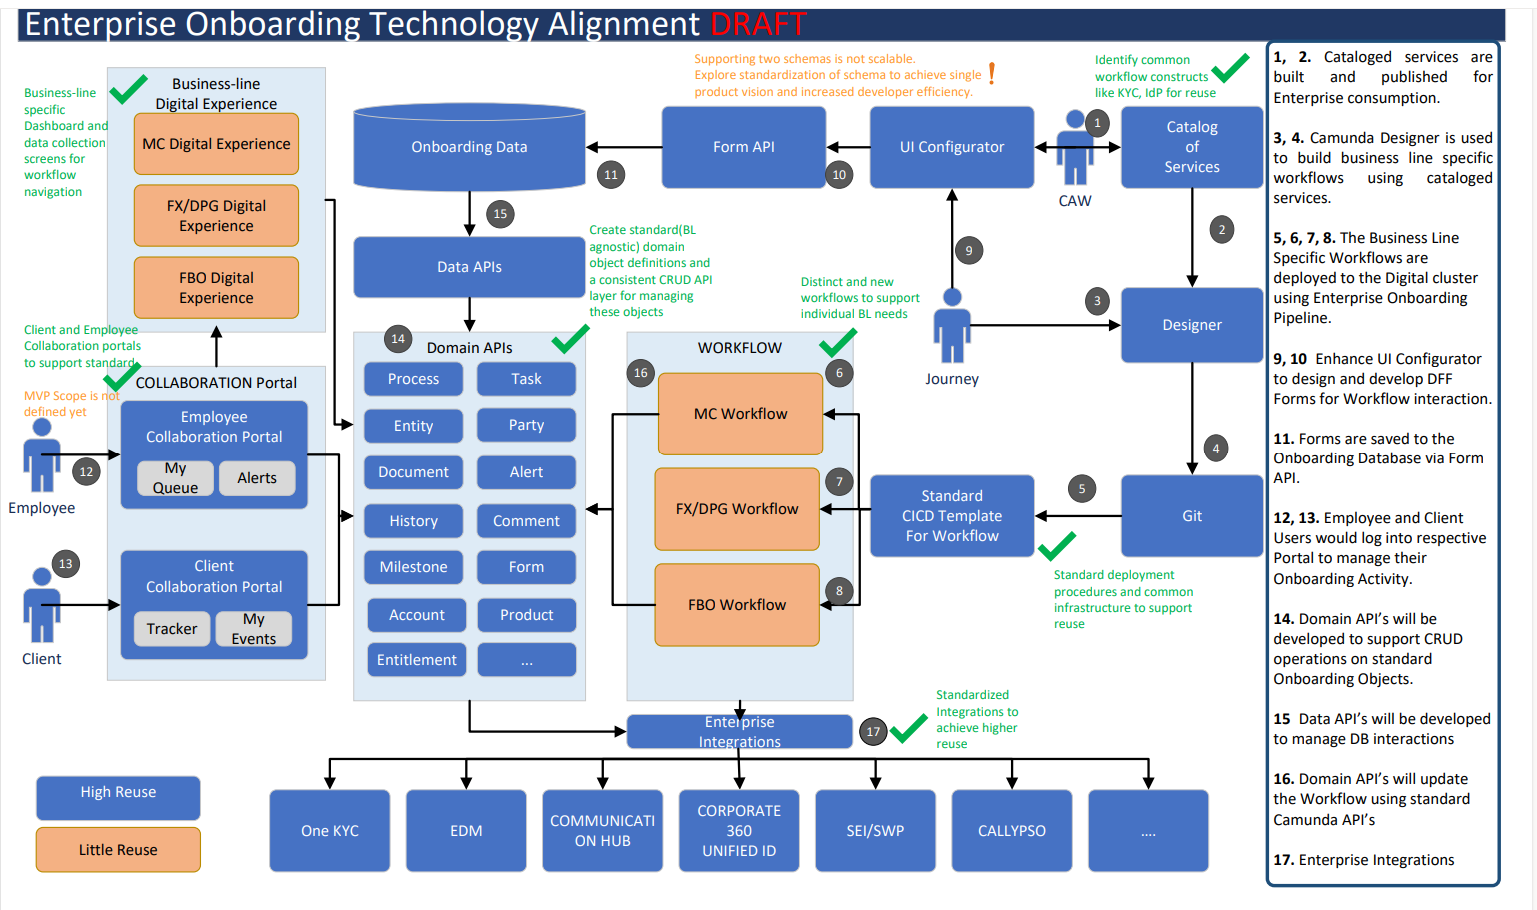 Enterprise Onboarding Technology Alignment DRAFT
Business-line
specific
Dashboard and
data collection
screens for
workflow
navigation
Business-line
Digital Experience
MC Digital Experience
FX/DPG Digital
Experience
FBO Digital
Experience
Client and Employee
Collaboration portals
to support standard
MVP Scope is not
defined yet
COLLABORATION Portal
Employee
Collaboration Portal
My
Queue
Alerts
12
Employee
Client
Collaboration Portal
Tracker
My
Events
13
Client
Onboarding Data
11
15
Data APIs
Create standard(BL
agnostic) domain
object definitions and
a consistent CRUD API
layer for managing
these objects
14
Domain APIs
Process
Task
Entity
Party
Document
Alert
History
Comment
Milestone
Form
Account
Product
Entitlement
...
Supporting two schemas is not scalable.
Explore standardization of schema to achieve single
product vision and increased developer efficiency.
!
Form API
10
UI Configurator
Identify common
workflow constructs
like KYC, IdP for reuse
1
CAW
Catalog
of
Services
2
9
Journey
3
Designer
4
Git
5
Standard
CICD Template
For Workflow
Standard deployment
procedures and common
infrastructure to support
reuse
Distinct and new
workflows to support
individual BL needs
WORKFLOW
16
6
MC Workflow
7
FX/DPG Workflow
8
FBO Workflow
Enterprise
Integrations
17
Standardized
Integrations to
achieve higher
reuse
High Reuse
Little Reuse
One KYC
EDM
COMMUNICATI
ON HUB
CORPORATE
360
UNIFIED ID
SEI/SWP
CALLYPSO
....
1, 2. Cataloged services are
built and published for
Enterprise consumption.
3, 4. Camunda Designer is used
to build business line specific
workflows using cataloged
services.
5, 6, 7, 8. The Business Line
Specific Workflows are
deployed to the Digital cluster
using Enterprise Onboarding
Pipeline.
9, 10 Enhance UI Configurator
to design and develop DFF
Forms for Workflow interaction.
11. Forms are saved to the
Onboarding Database via Form
API.
12, 13. Employee and Client
Users would log into respective
Portal to manage their
Onboarding Activity.
14. Domain API's will be
developed to support CRUD
operations on standard
Onboarding Objects.
15 Data API's will be developed
to manage DB interactions
16. Domain API's will update
the Workflow using standard
Camunda API's
17. Enterprise Integrations